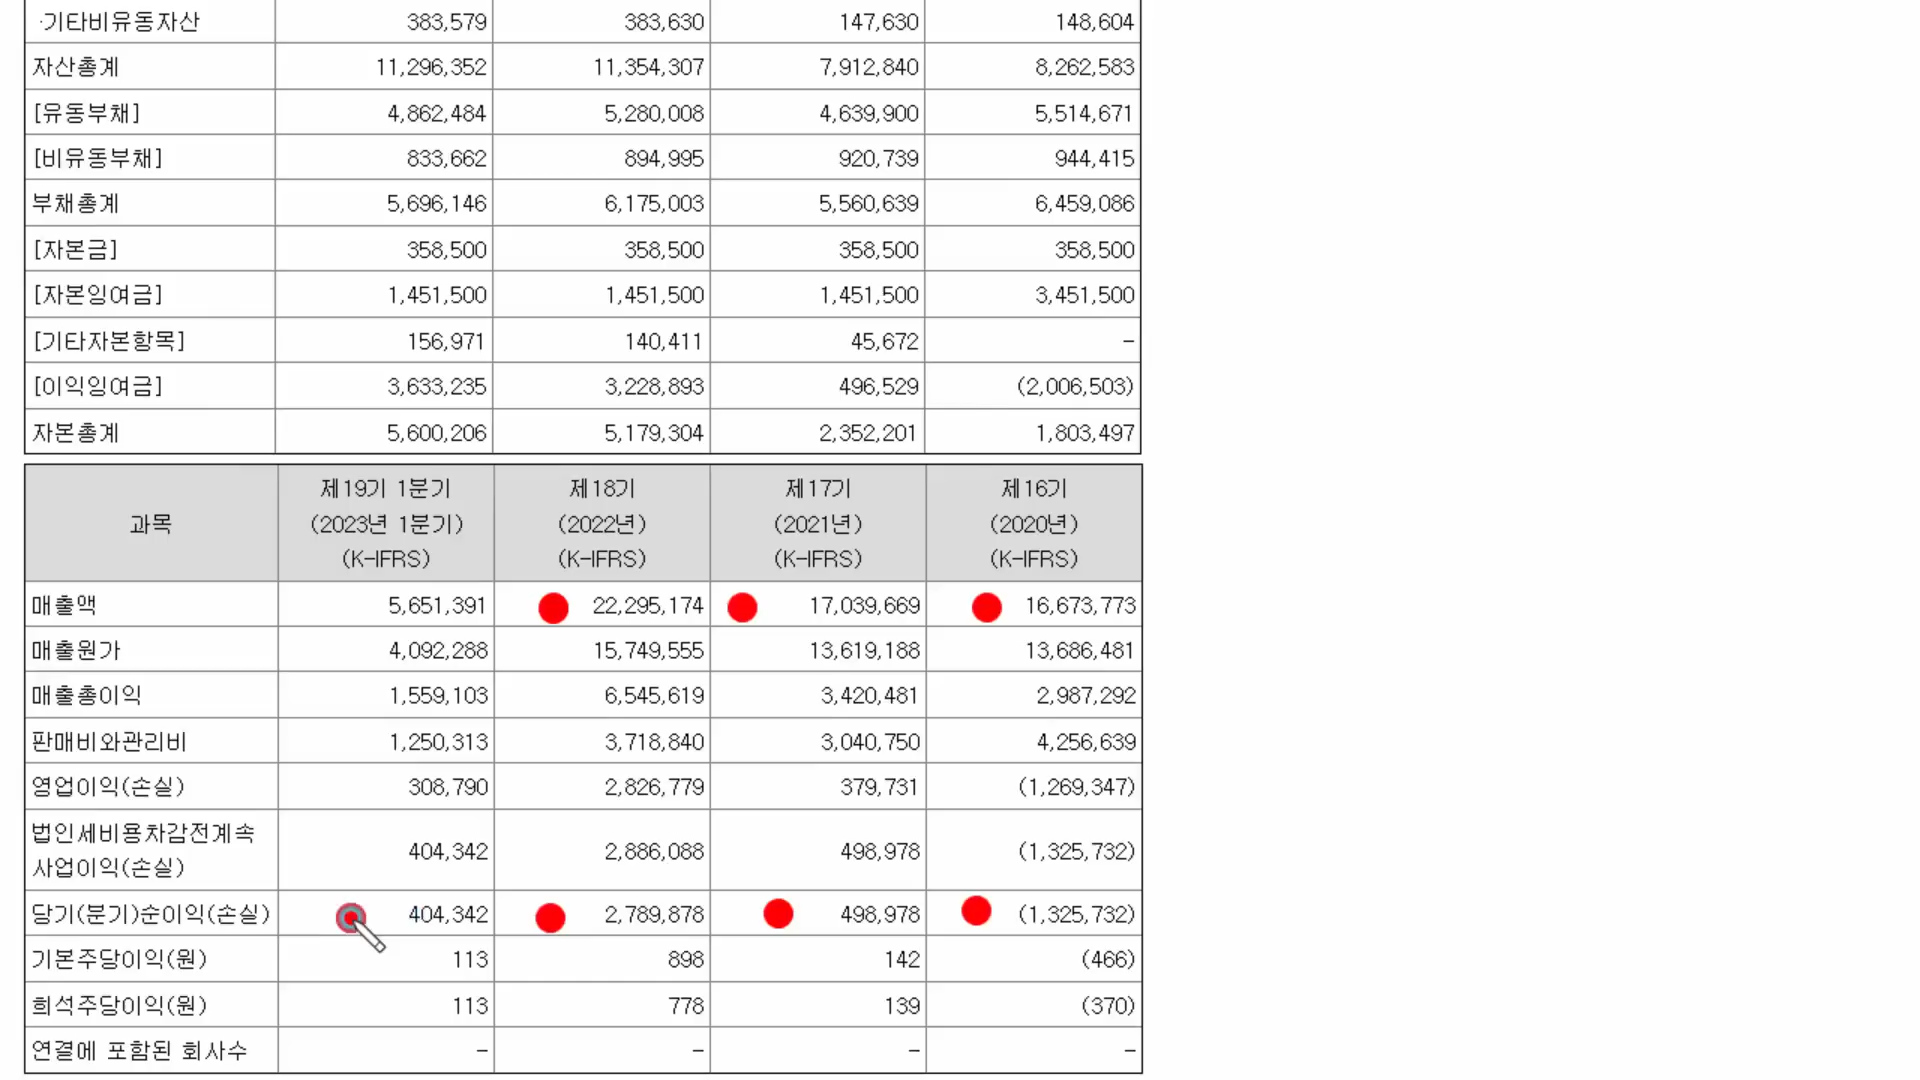 ·기타비유동자산 383,579 383,630 147,630 148,604
자산총계 11,296,352 11,354,307 7,912,840 8,262,583
[유동부채] 4,862,484 5,280,008 4,639,900 5,514,671
[비유동부채] 833,662 894,995 920,739 944,415
부채총계 5,696,146 6,175,003 5,560,639 6,459,086
[자본금] 358,500 358,500 358,500 358,500
[자본잉여금] 1,451,500 1,451,500 1,451,500 3,451,500
[기타자본항목] 156,971 140,411 45,672 –
[이익잉여금] 3,633,235 3,228,893 496,529 (2,006,503)
자본총계 5,600,206 5,179,304 2,352,201 1,803,497
과목
제19기 1분기
(2023년 1분기)
(K-IFRS)
제18기
(2022년)
(K-IFRS)
제17기
(2021년)
(K-IFRS)
제16기
(2020년)
(K-IFRS)
매출액 5,651,391 22,295,174 17,039,669 16,673,773
매출원가 4,092,288 15,749,555 13,619,188 13,686,481
매출총이익 1,559,103 6,545,619 3,420,481 2,987,292
판매비와관리비 1,250,313 3,718,840 3,040,750 4,256,639
영업이익(손실) 308,790 2,826,779 379,731 (1,269,347)
법인세비용차감전계속
사업이익(손실) 404,342 2,886,088 498,978 (1,325,732)
당기(분기)순이익(손실) 404,342 2,789,878 498,978 (1,325,732)
기본주당이익(원) 113 898 142 (466)
희석주당이익(원) 113 778 139 (370)
연결에 포함된 회사수 – – – –